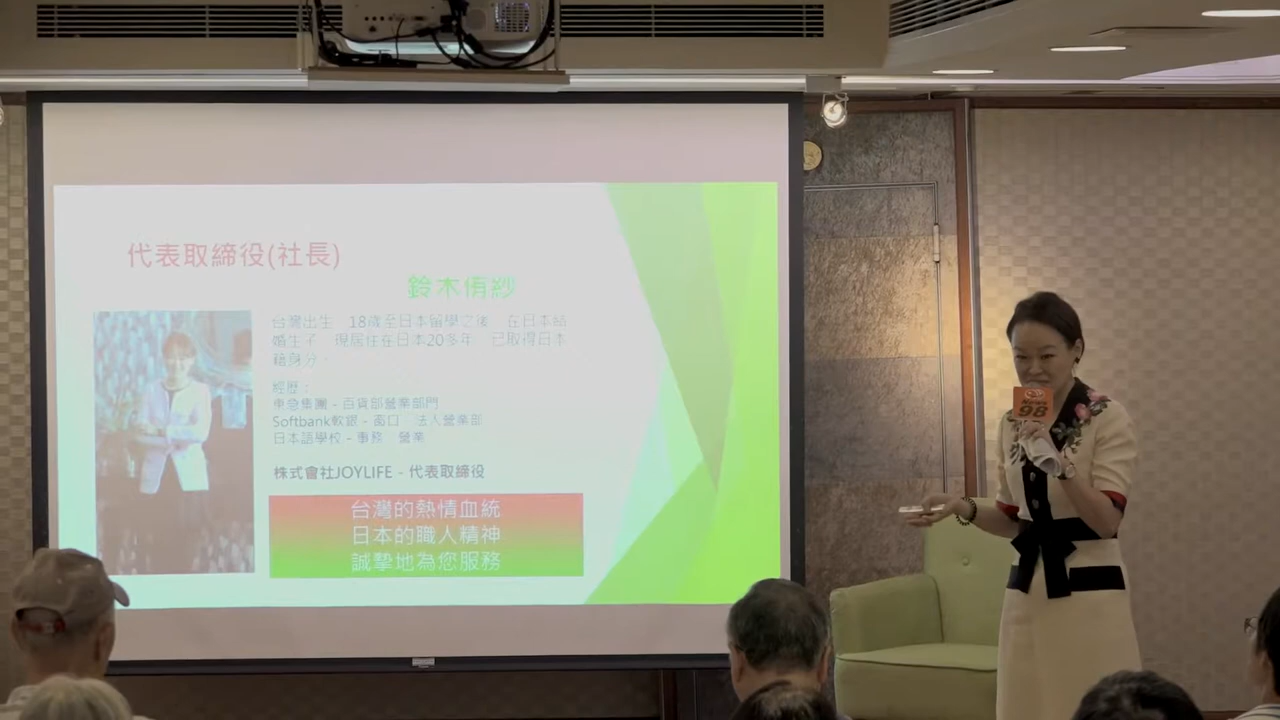 代表取締役(社長)
鈴木侑紗
台灣出生 18歲至日本留學之後 在日本結
婚生子 現居住在日本20多年 已取得日本
籍身分。
經歷：
東急集團 - 百貨部營業部門
Softbank軟銀 - 窗口 法人營業部
日本語學校 - 事務 營業
株式會社JOYLIFE - 代表取締役
台灣的熱情血統
日本的職人精神
誠摯地為您服務
News
98